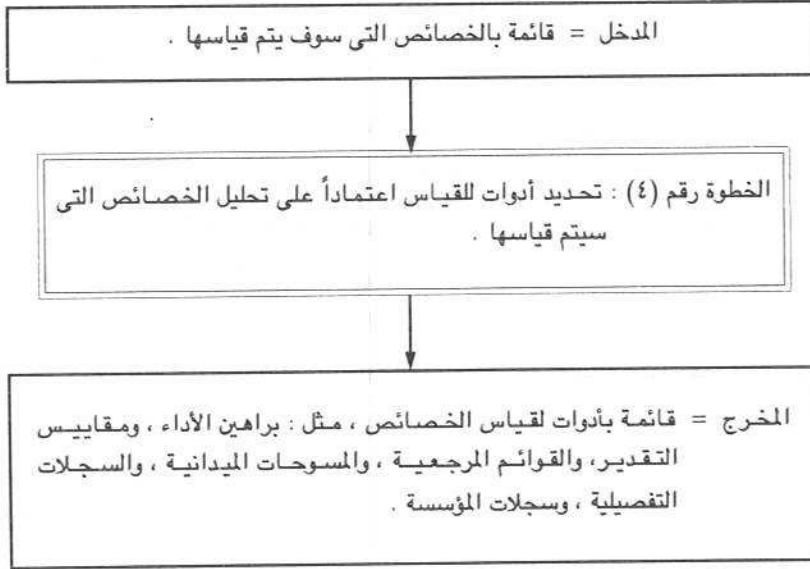 المدخل = قائمة بالخصائص التى سوف يتم قياسها .
الخطوة رقم (٤) : تحديد أدوات للقياس اعتماداً على تحليل الخصائص التى
سيتم قياسها .
المخرج = قائمة بأدوات لقياس الخصائص ، مثل : براهين الأداء ، ومقاييس
التقدير، والقوائم المرجعية ، والمسوحات الميدانية ، والسجلات
التفصيلية ، وسجلات المؤسسة .